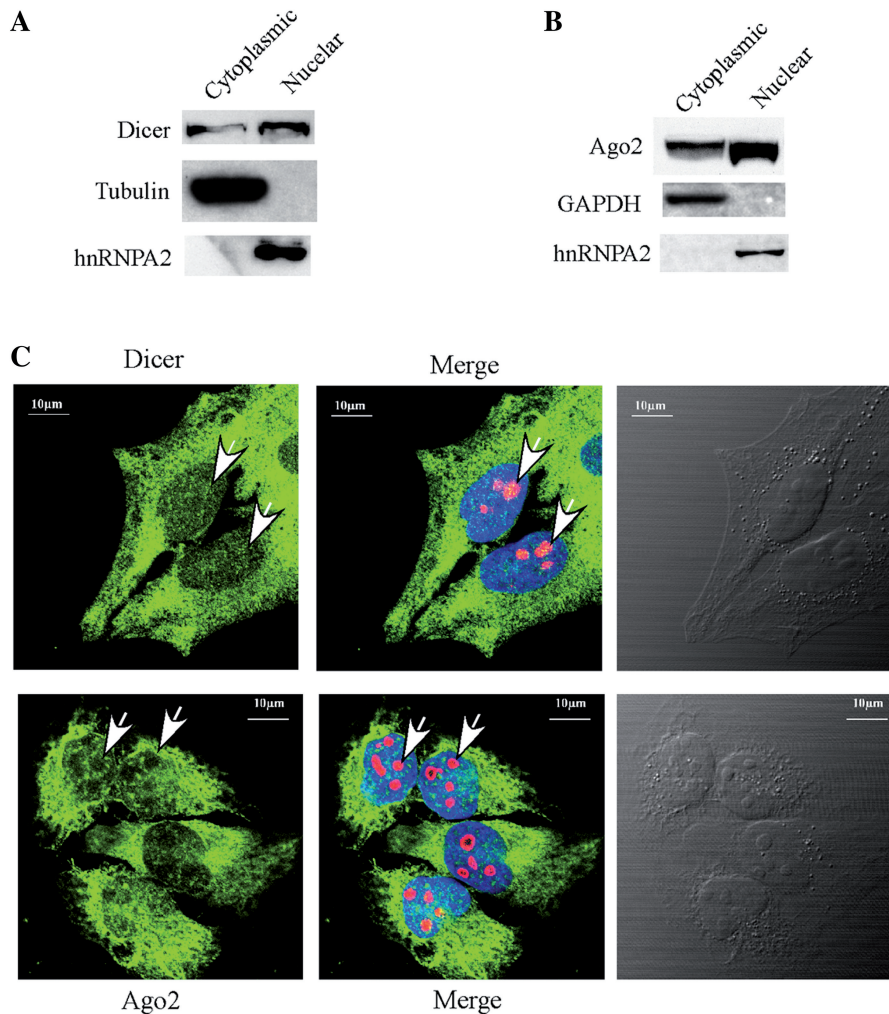 A
Cytoplasmic
Nucelar
Dicer
Tubulin
hnRNPA2
B
Cytoplasmic
Nuclear
Ago2
GAPDH
hnRNPA2
C
Dicer
Merge
10µm
10µm
10µm
10µm
10µm
10µm
Ago2
Merge